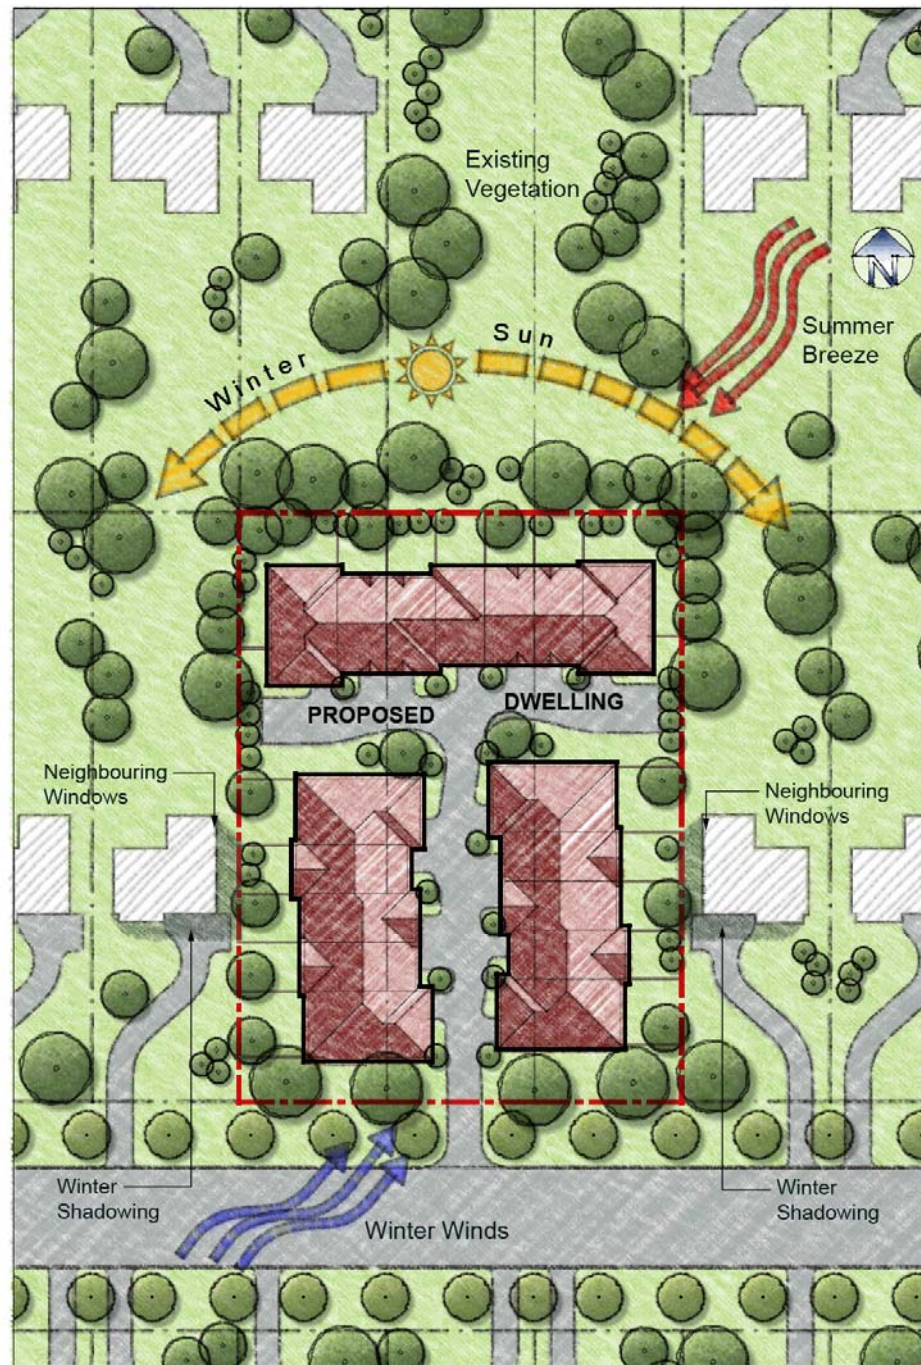 Existing
Vegetation
N
Summer
Breeze
Winter
Sun
PROPOSED
DWELLING
Neighbouring
Windows
Neighbouring
Windows
Winter
Shadowing
Winter Winds
Winter
Shadowing